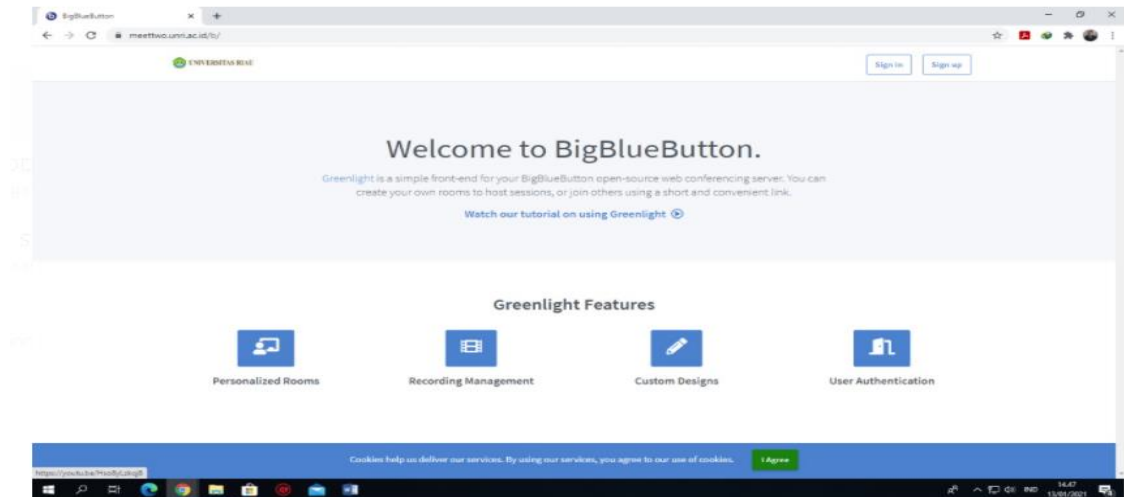 BigBlueButton
meettwo.unri.ac.id/b/
UNIVERSITAS RIAU
Sign in
Sign up
Welcome to BigBlueButton.
Greenlight is a simple front-end for your BigBlueButton open-source web conferencing server. You can
create your own rooms to host sessions, or join others using a short and convenient link.
Watch our tutorial on using Greenlight
Greenlight Features
Personalized Rooms
Recording Management
Custom Designs
User Authentication
Cookies help us deliver our services. By using our services, you agree to our use of cookies.
I Agree
IND
14.47
13/01/2021